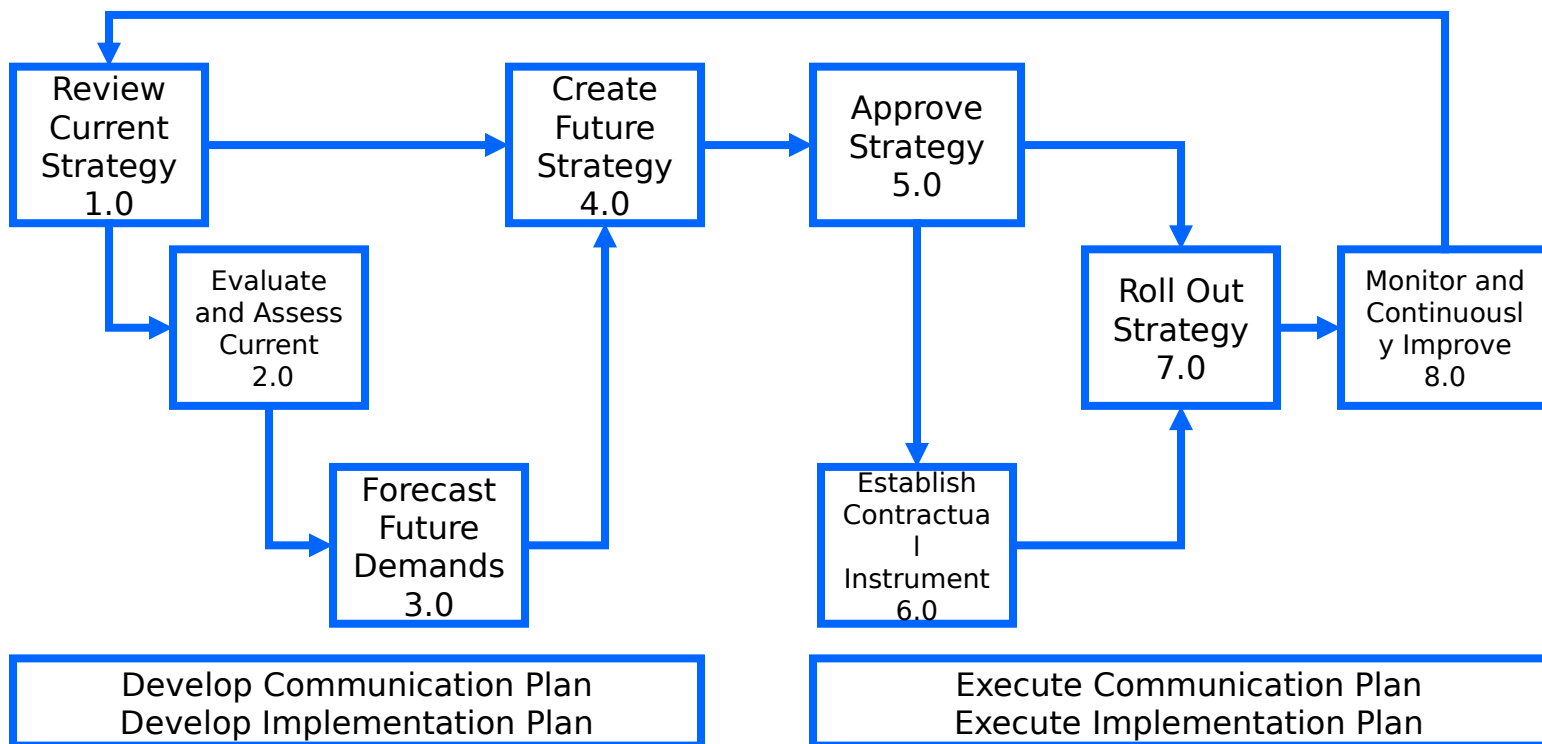 Review
Current
Strategy
1.0
Create
Future
Strategy
4.0
Approve
Strategy
5.0
Evaluate
and Assess
Current
2.0
Roll Out
Strategy
7.0
Monitor and
Continuousl
y Improve
8.0
Forecast
Future
Demands
3.0
Establish
Contractua
l
Instrument
6.0
Develop Communication Plan
Develop Implementation Plan
Execute Communication Plan
Execute Implementation Plan